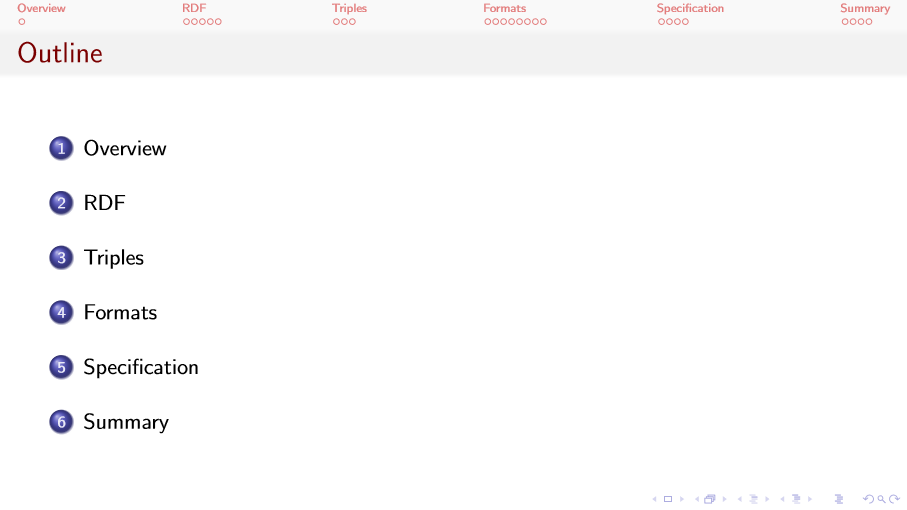 Overview RDF Triples Formats Specification Summary
Outline
1 Overview
2 RDF
3 Triples
4 Formats
5 Specification
6 Summary